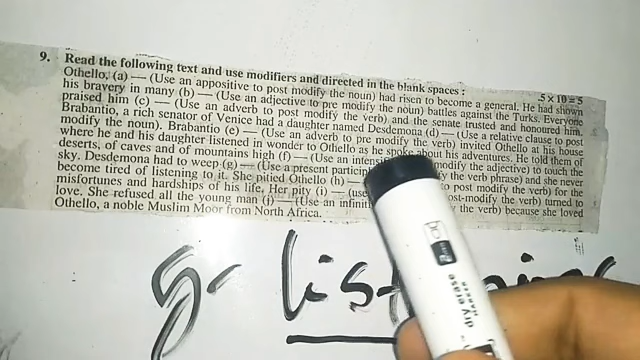 9. Read the following text and use modifiers and directed in the blank spaces : .5×10=5
Othello, (a) — (Use an appositive to post modify the noun) had risen to become a general. He had shown
his bravery in many (b) — (Use an adjective to pre modify the noun) battles against the Turks. Everyone
praised him (c) — (Use an adverb to post modify the verb) and the senate trusted and honoured him.
Brabantio, a rich senator of Venice had a daughter named Desdemona (d) — (Use a relative clause to post
modify the noun). Brabantio (e) — (Use an adverb to pre modify the verb) invited Othello at his house
where he and his daughter listened in wonder to Othello as he spoke about his adventures. He told them of
deserts, of caves and of mountains high (f) — (Use an intensi modify the adjective) to touch the
sky. Desdemona had to weep (g) — (Use a present particip y the verb phrase) and she never
become tired of listening to it. She pitied Othello (h) — to post modify the verb) for the
misfortunes and hardships of his life. Her pity (i) — (use ost-modify the verb) turned to
love. She refused all the young man (j) — (Use an infinit y the verb) because she loved
Othello, a noble Muslim Moor from North Africa.
g-
dry erase